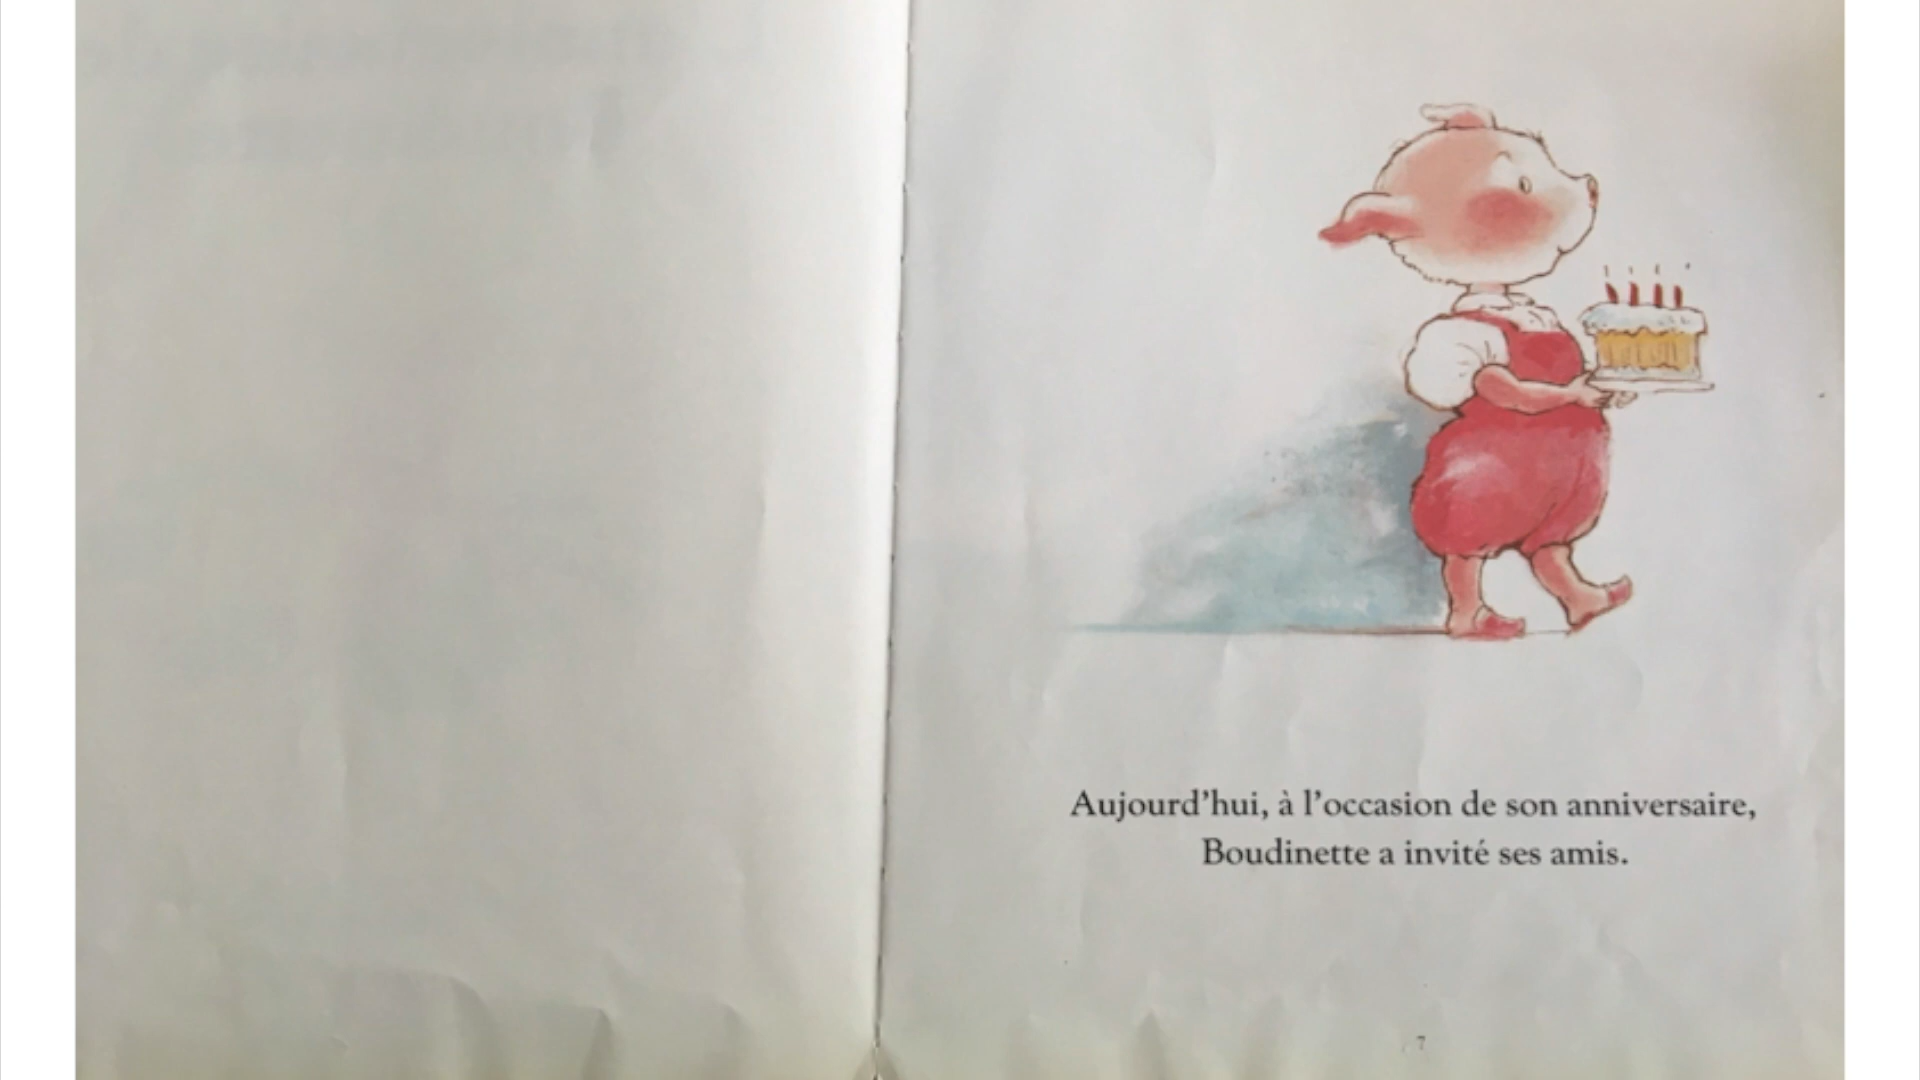 Aujourd’hui, à l’occasion de son anniversaire,
Boudinette a invité ses amis.
7